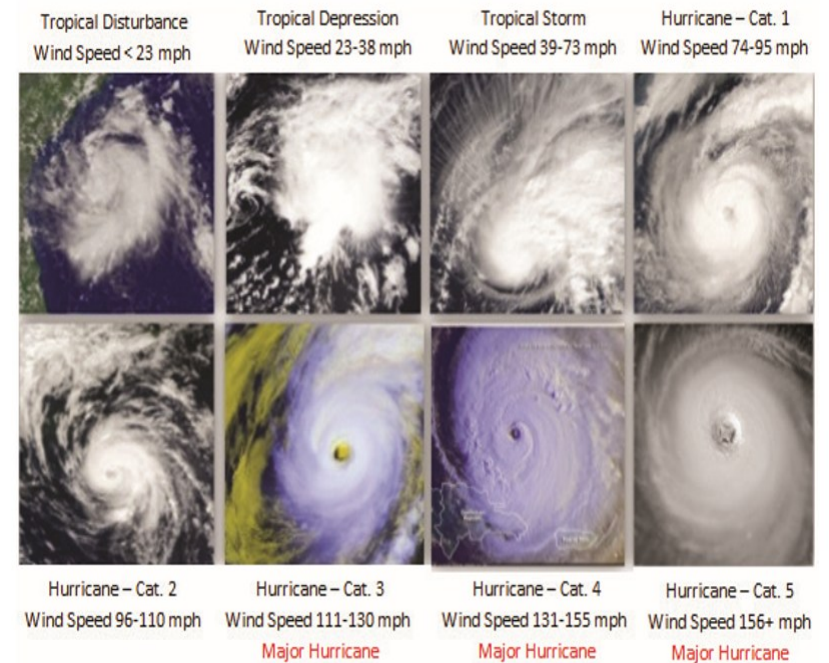 Tropical Disturbance
Wind Speed < 23 mph
Tropical Depression
Wind Speed 23-38 mph
Tropical Storm
Wind Speed 39-73 mph
Hurricane – Cat. 1
Wind Speed 74-95 mph
Hurricane – Cat. 2
Wind Speed 96-110 mph
Hurricane – Cat. 3
Wind Speed 111-130 mph
Major Hurricane
Hurricane – Cat. 4
Wind Speed 131-155 mph
Major Hurricane
Hurricane – Cat. 5
Wind Speed 156+ mph
Major Hurricane